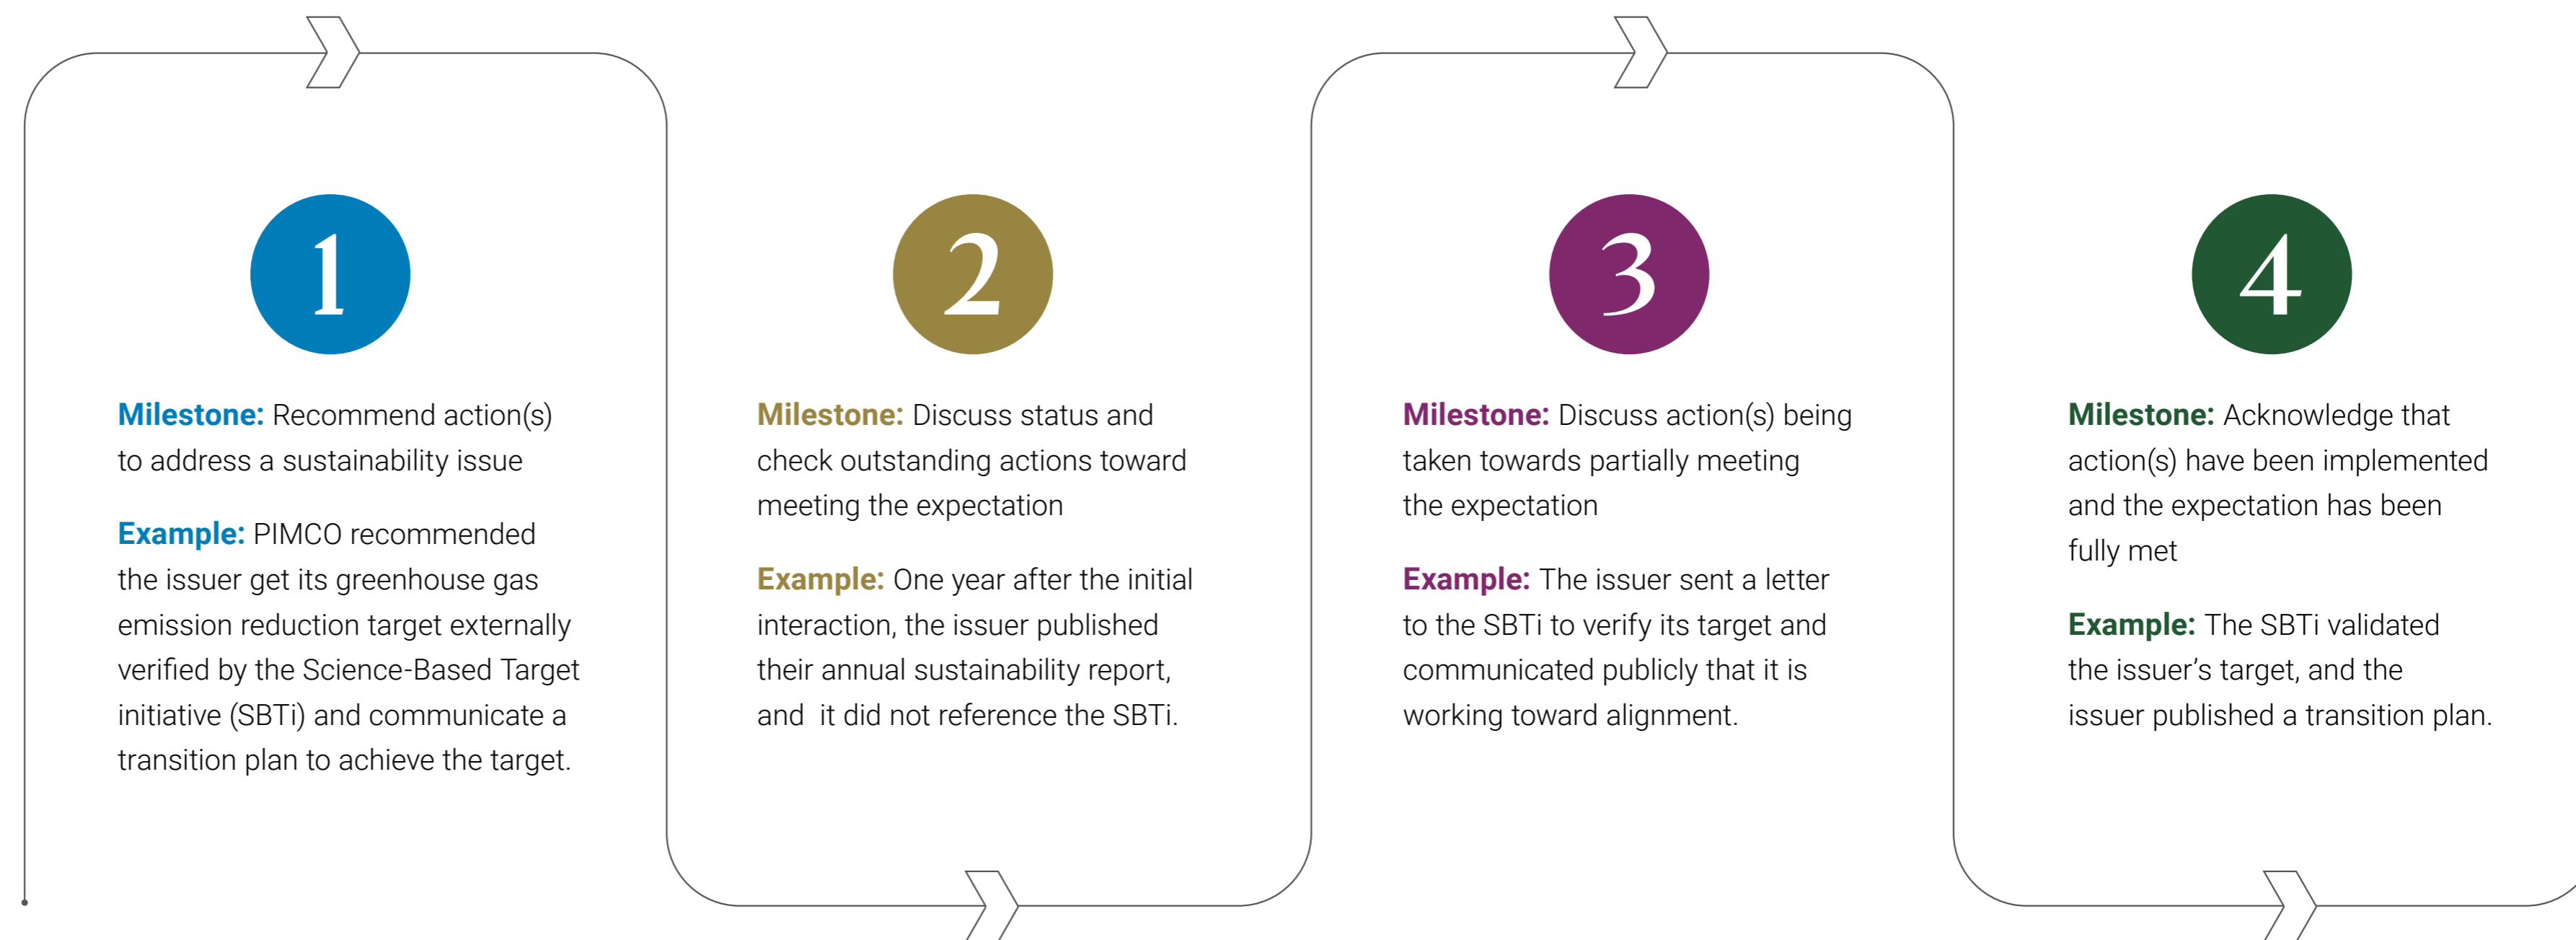 1
Milestone: Recommend action(s)
to address a sustainability issue
Example: PIMCO recommended
the issuer get its greenhouse gas
emission reduction target externally
verified by the Science-Based Target
initiative (SBTi) and communicate a
transition plan to achieve the target.
2
Milestone: Discuss status and
check outstanding actions toward
meeting the expectation
Example: One year after the initial
interaction, the issuer published
their annual sustainability report,
and  it did not reference the SBTi.
3
Milestone: Discuss action(s) being
taken towards partially meeting
the expectation
Example: The issuer sent a letter
to the SBTi to verify its target and
communicated publicly that it is
working toward alignment.
4
Milestone: Acknowledge that
action(s) have been implemented
and the expectation has been
fully met
Example: The SBTi validated
the issuer’s target, and the
issuer published a transition plan.